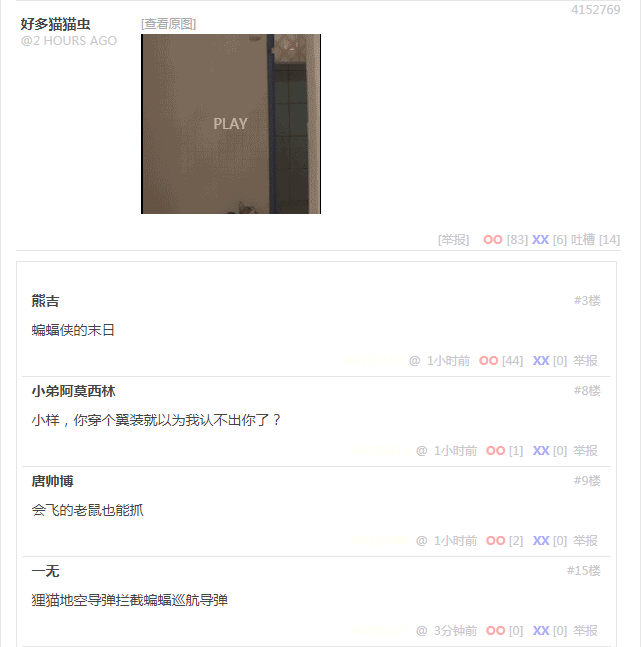 4152769
好多猫猫虫
[查看原图]
@2 HOURS AGO
PLAY
[举报] OO [83] XX [6] 吐槽 [14]
熊吉 #3楼
蝙蝠侠的末日
@ 1小时前 OO [44] XX [0] 举报
小弟阿莫西林 #8楼
小样，你穿个翼装就以为我认不出你了？
@ 1小时前 OO [1] XX [0] 举报
唐帅博 #9楼
会飞的老鼠也能抓
@ 1小时前 OO [2] XX [0] 举报
一无 #15楼
狸猫地空导弹拦截蝙蝠巡航导弹
@ 3分钟前 OO [0] XX [0] 举报